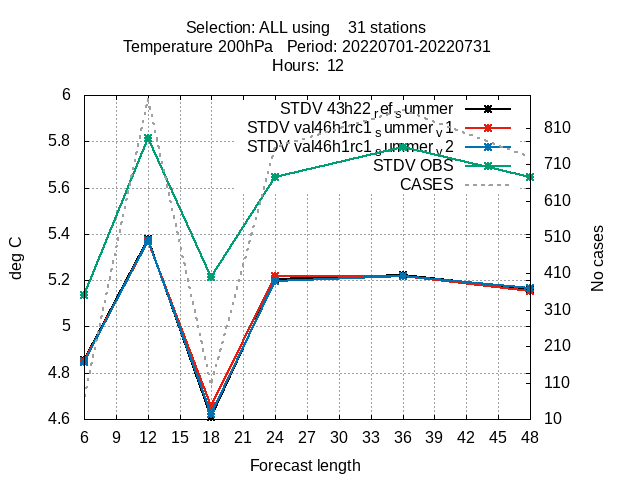 Selection: ALL using    31 stations
Temperature 200hPa   Period: 20220701-20220731
Hours:  12
STDV 43h22_ref_summer
STDV val46h1rc1_summer_v1
STDV val46h1rc1_summer_v2
STDV OBS
CASES
deg C
6
5.8
5.6
5.4
5.2
5
4.8
4.6
No cases
810
710
610
510
410
310
210
110
10
6 9 12 15 18 21 24 27 30 33 36 39 42 45 48
Forecast length